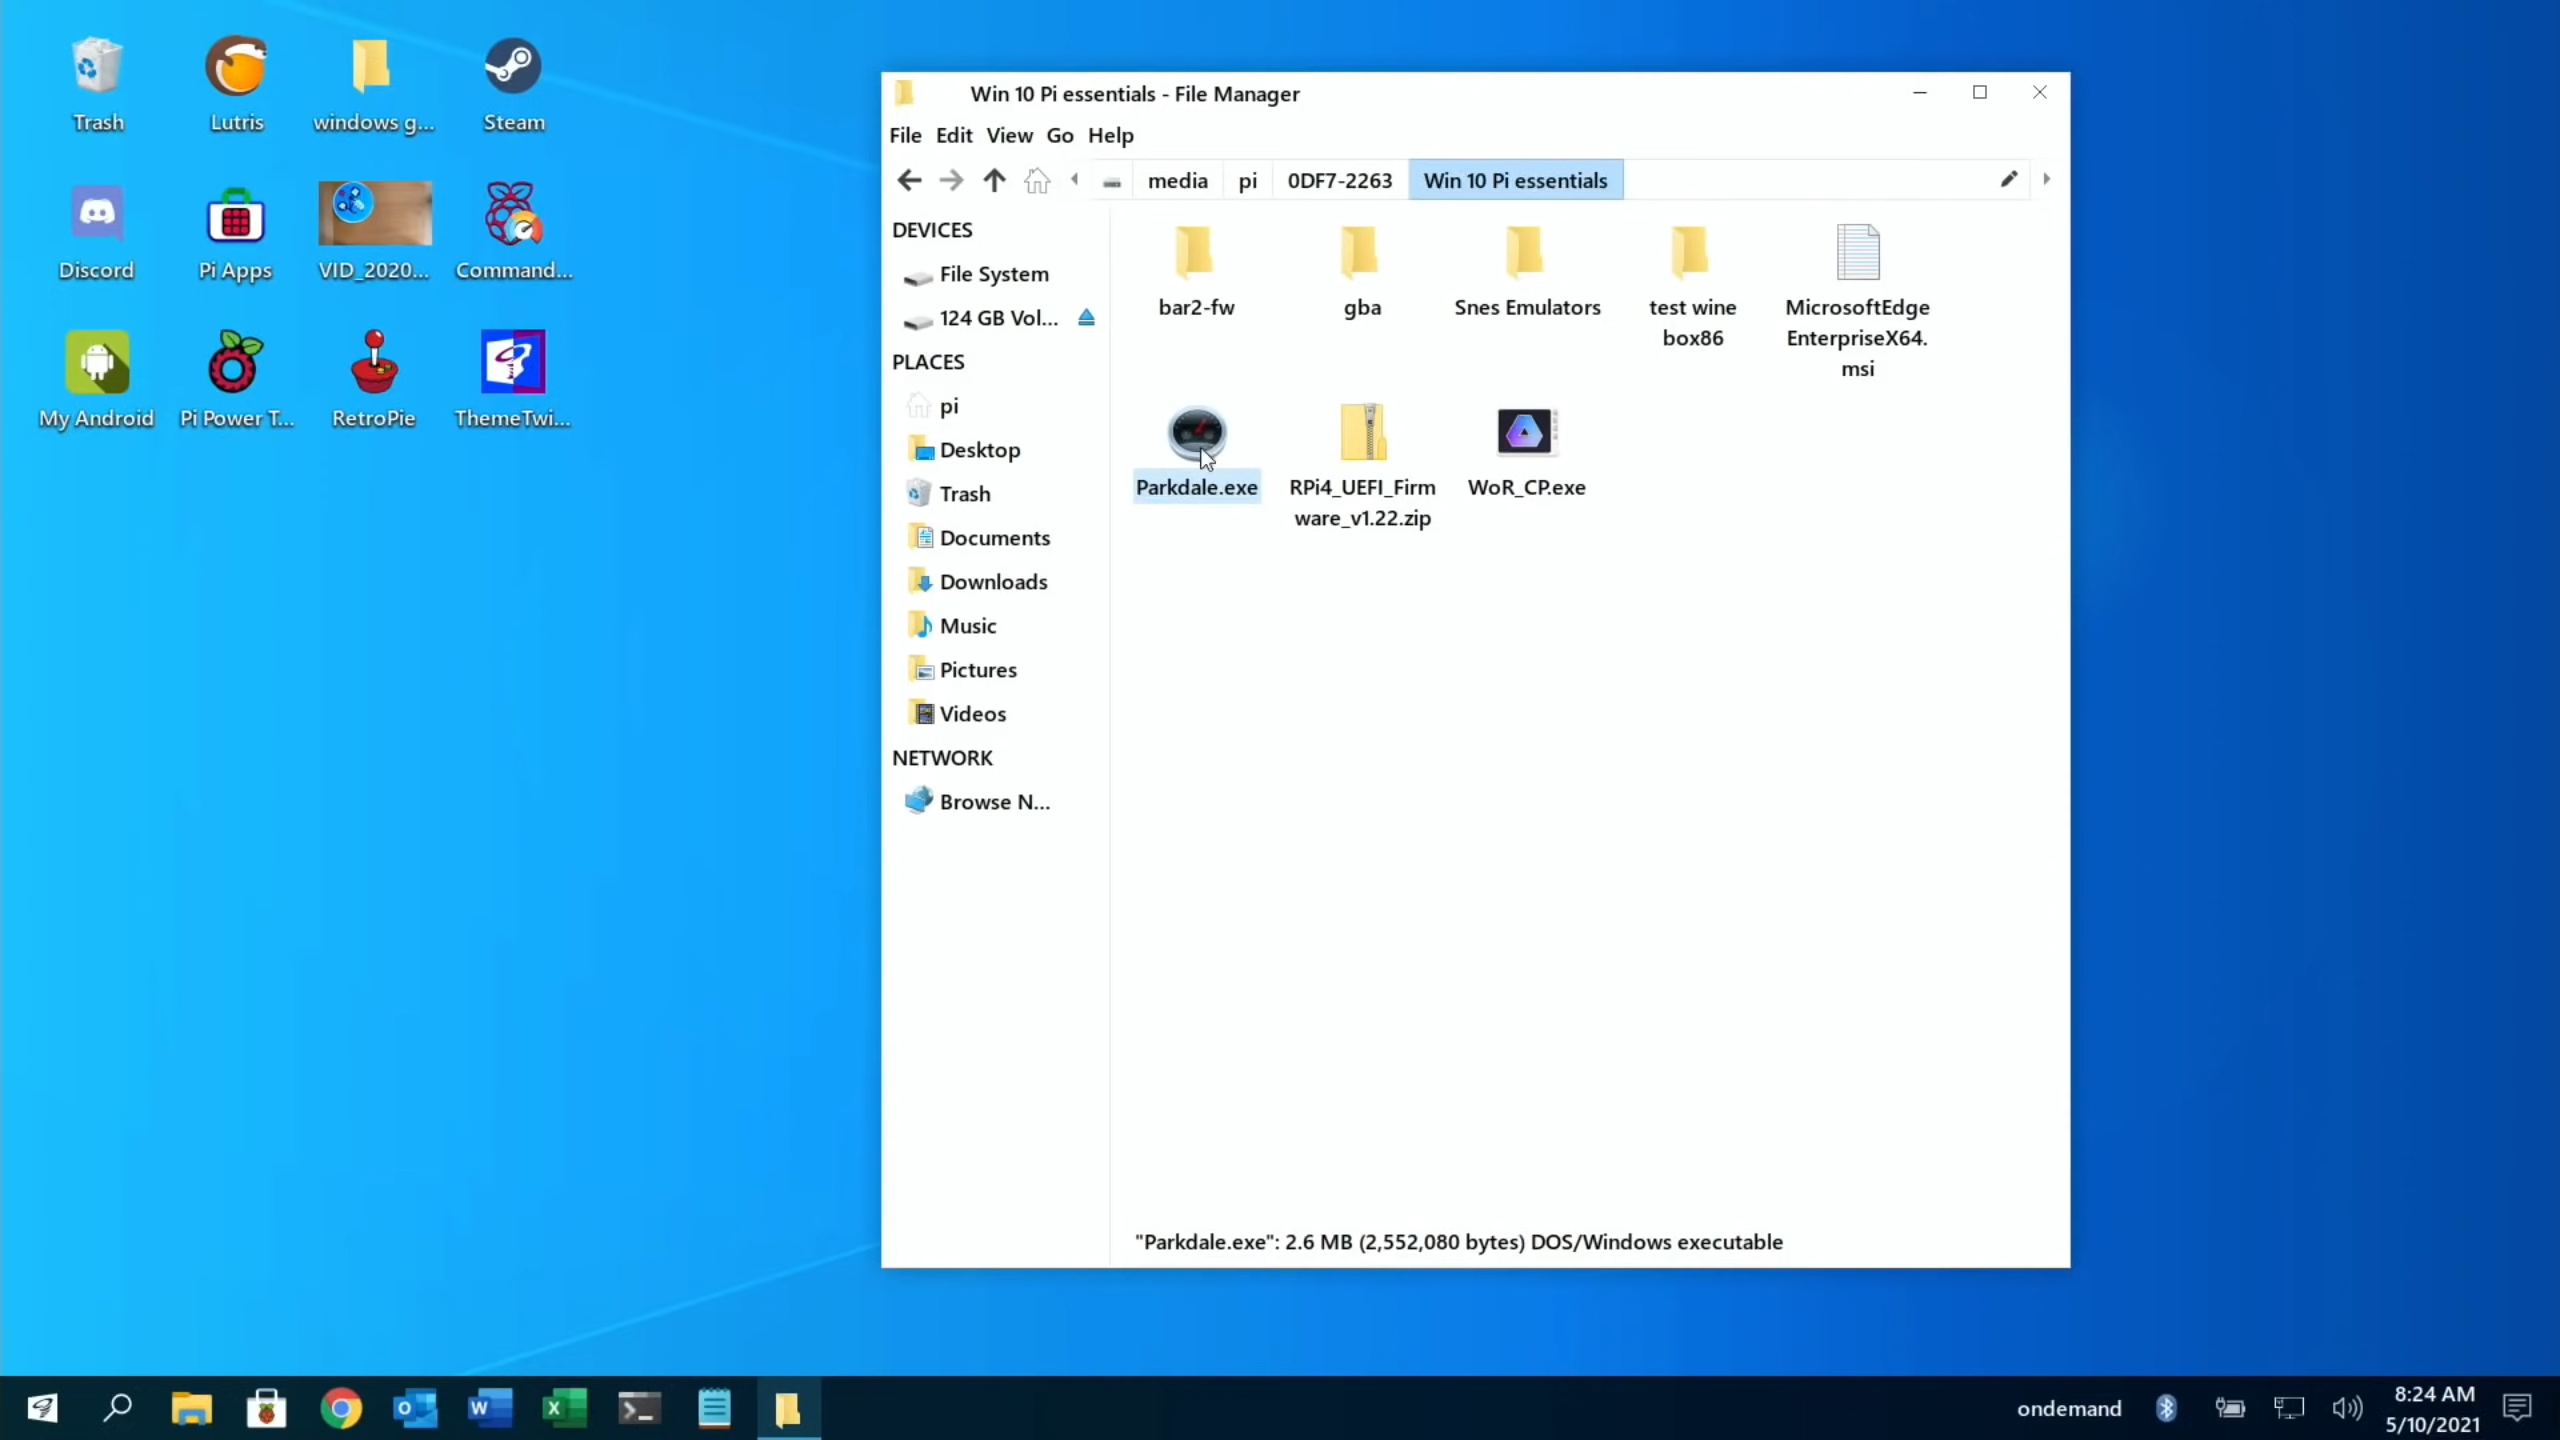 Trash
Lutris
windows g...
Steam
Discord
Pi Apps
VID_2020...
Command...
My Android
Pi Power T...
RetroPie
ThemeTwi...
Win 10 Pi essentials - File Manager
File Edit View Go Help
media pi 0DF7-2263 Win 10 Pi essentials
DEVICES
File System
124 GB Vol...
PLACES
pi
Desktop
Trash
Documents
Downloads
Music
Pictures
Videos
NETWORK
Browse N...
bar2-fw
gba
Snes Emulators
test wine
box86
MicrosoftEdge
EnterpriseX64.
msi
Parkdale.exe
RPi4_UEFI_Firm
ware_v1.22.zip
WoR_CP.exe
"Parkdale.exe": 2.6 MB (2,552,080 bytes) DOS/Windows executable
ondemand
8:24 AM
5/10/2021